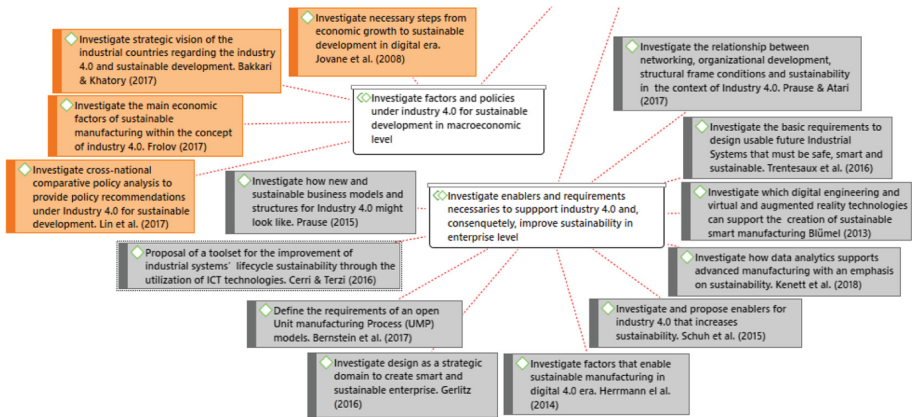 Investigate necessary steps from
economic growth to sustainable
development in digital era.
Jovane et al. (2008)
Investigate strategic vision of the
industrial countries regarding the industry
4.0 and sustainable development. Bakkari
& Khatory (2017)
Investigate the main economic
factors of sustainable
manufacturing within the concept
of industry 4.0. Frolov (2017)
Investigate cross-national
comparative policy analysis to
provide policy recommendations
under Industry 4.0 for sustainable
development. Lin et al. (2017)
Investigate factors and policies
under industry 4.0 for sustainable
development in macroeconomic
level
Investigate the relationship between
networking, organizational development,
structural frame conditions and sustainability
in the context of Industry 4.0. Prause & Atari
(2017)
Investigate the basic requirements to
design usable future Industrial
Systems that must be safe, smart and
sustainable. Trentesaux et al. (2016)
Investigate how new and
sustainable business models and
structures for Industry 4.0 might
look like. Prause (2015)
Investigate enablers and requirements
necessaries to suppport industry 4.0 and,
consenquetely, improve sustainability in
enterprise level
Investigate which digital engineering and
virtual and augmented reality technologies
can support the creation of sustainable
smart manufacturing Blümel (2013)
Proposal of a toolset for the improvement of
industrial systems´ lifecycle sustainability through the
utilization of ICT technologies. Cerri & Terzi (2016)
Investigate how data analytics supports
advanced manufacturing with an emphasis
on sustainability. Kenett et al. (2018)
Define the requirements of an open
Unit manufacturing Process (UMP)
models. Bernstein et al. (2017)
Investigate and propose enablers for
industry 4.0 that increases
sustainability. Schuh et al. (2015)
Investigate design as a strategic
domain to create smart and
sustainable enterprise. Gerlitz
(2016)
Investigate factors that enable
sustainable manufacturing in
digital 4.0 era. Herrmann el al.
(2014)